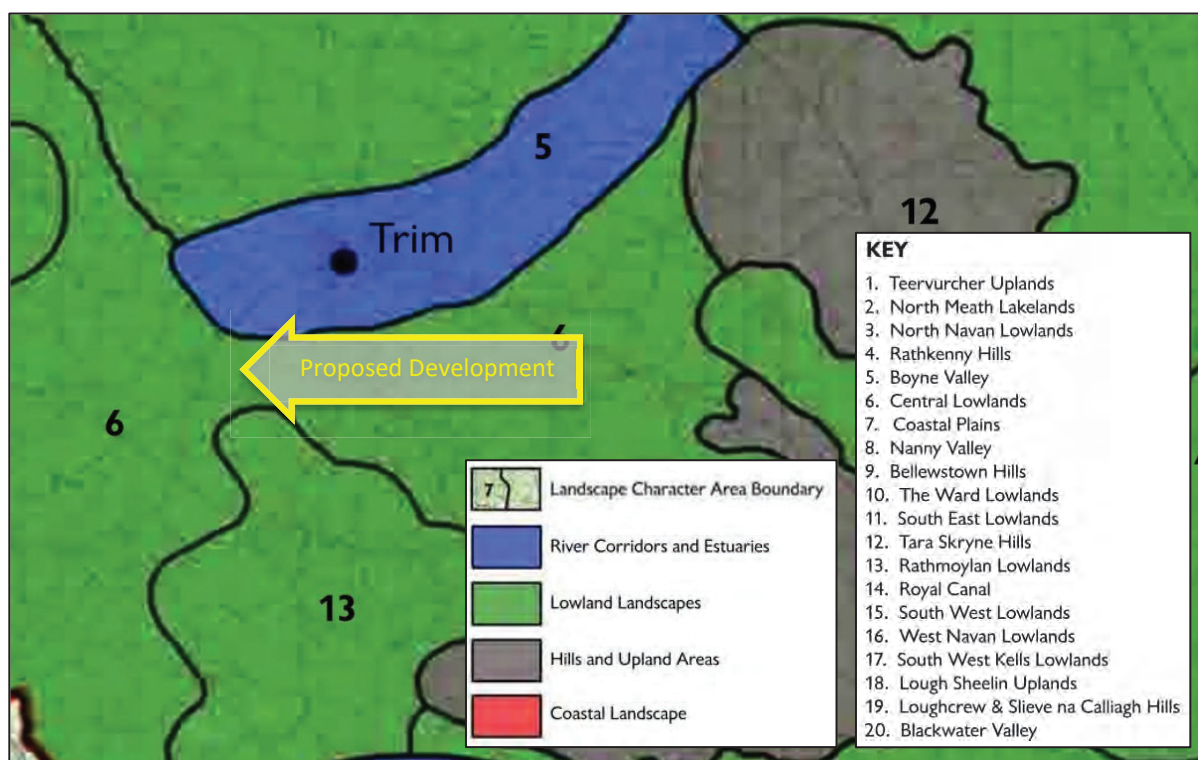 5
Trim
12
6
Proposed Development
6
13
KEY
1. Teervurcher Uplands
2. North Meath Lakelands
3. North Navan Lowlands
4. Rathkenny Hills
5. Boyne Valley
6. Central Lowlands
7. Coastal Plains
8. Nanny Valley
9. Bellewstown Hills
10. The Ward Lowlands
11. South East Lowlands
12. Tara Skryne Hills
13. Rathmoylan Lowlands
14. Royal Canal
15. South West Lowlands
16. West Navan Lowlands
17. South West Kells Lowlands
18. Lough Sheelin Uplands
19. Loughcrew & Slieve na Calliagh Hills
20. Blackwater Valley
7 Landscape Character Area Boundary
River Corridors and Estuaries
Lowland Landscapes
Hills and Upland Areas
Coastal Landscape